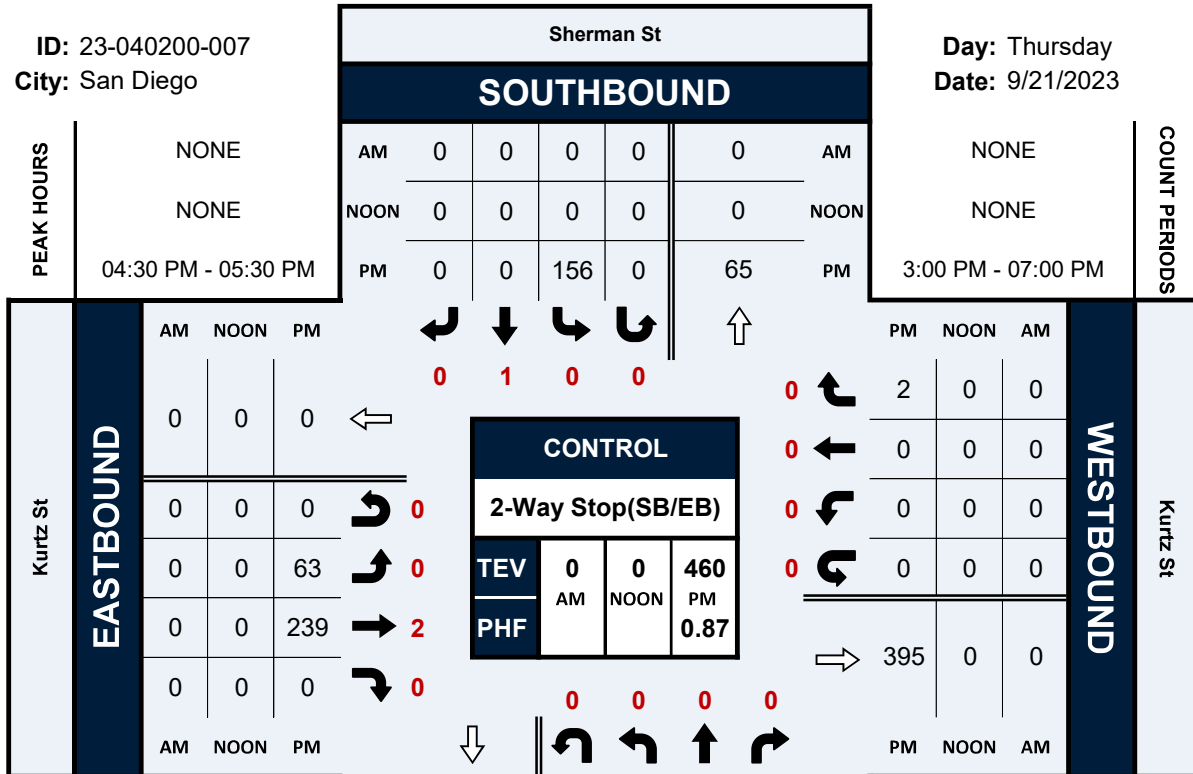 ID: 23-040200-007
City: San Diego
Sherman St
SOUTHBOUND
Day: Thursday
Date: 9/21/2023
PEAK HOURS
NONE
NONE
04:30 PM - 05:30 PM
AM 0 0 0 0 0 AM
NOON 0 0 0 0 0 NOON
PM 0 0 156 0 65 PM
NONE
NONE
3:00 PM - 07:00 PM
COUNT PERIODS
0 1 0 0
Kurtz St
EASTBOUND
AM NOON PM
0 0 0
0 0 0 0
0 0 63 0
0 0 239 2
0 0 0 0
AM NOON PM
CONTROL
2-Way Stop(SB/EB)
TEV 0 0 460
AM NOON PM
PHF 0.87
PM NOON AM
0 2 0 0
0 0 0 0
0 0 0 0
0 0 0 0
395 0 0
PM NOON AM
WESTBOUND
Kurtz St
0 0 0 0